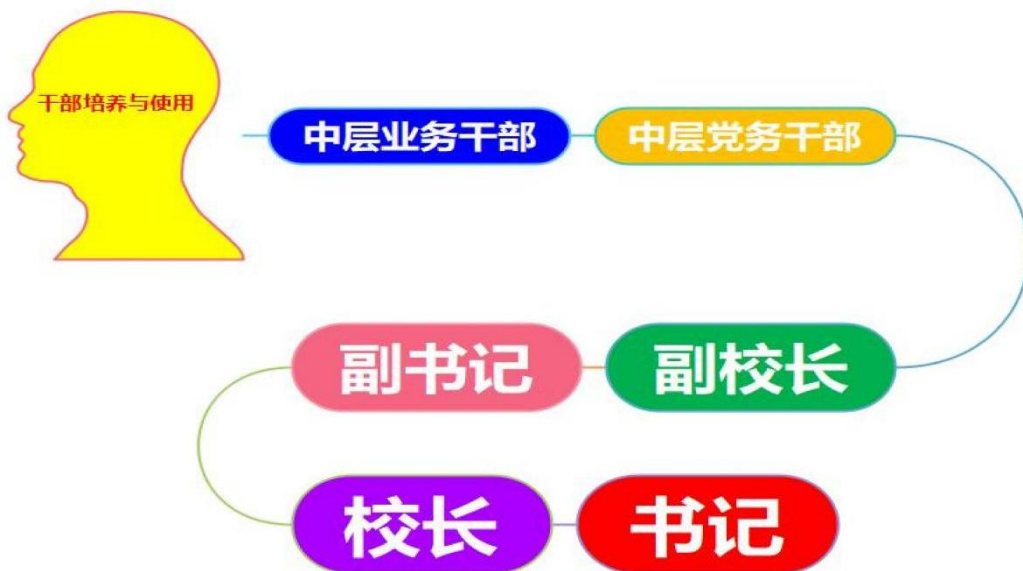 干部培养与使用
中层业务干部
中层党务干部
副校长
副书记
校长
书记